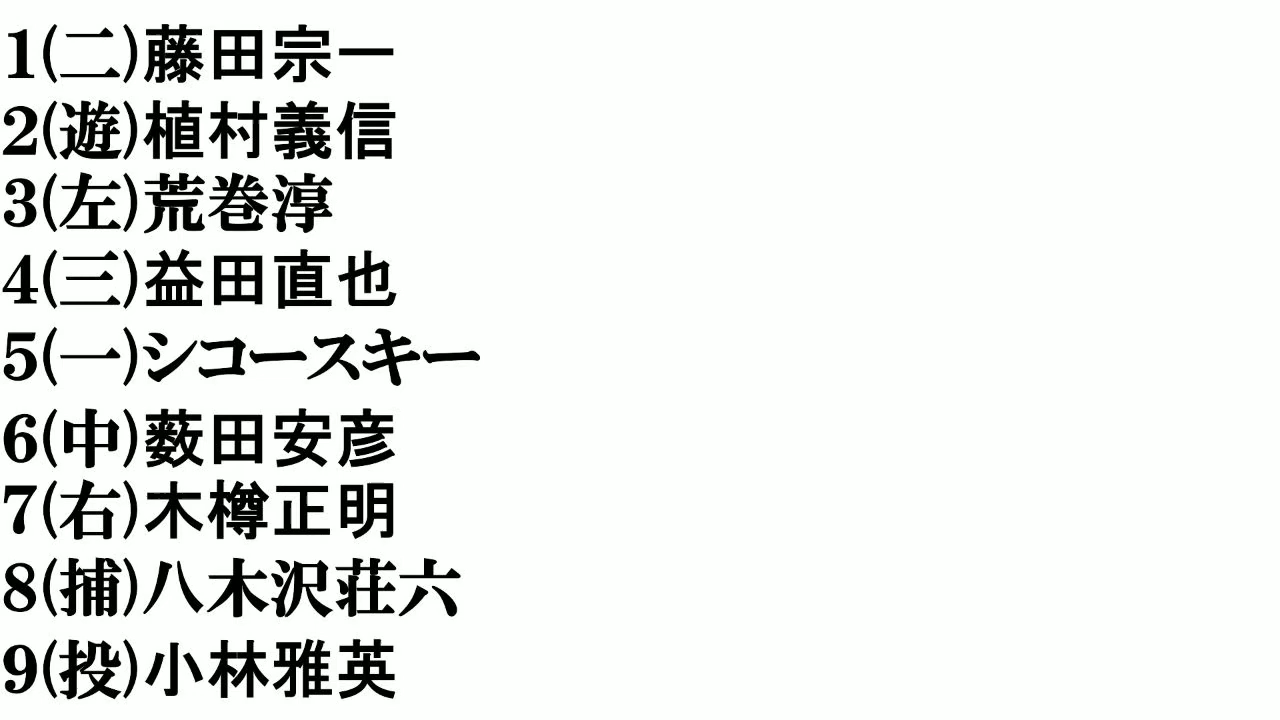 1(二)藤田宗一
2(遊)植村義信
3(左)荒巻淳
4(三)益田直也
5(一)シコースキー
6(中)薮田安彦
7(右)木樽正明
8(捕)八木沢荘六
9(投)小林雅英